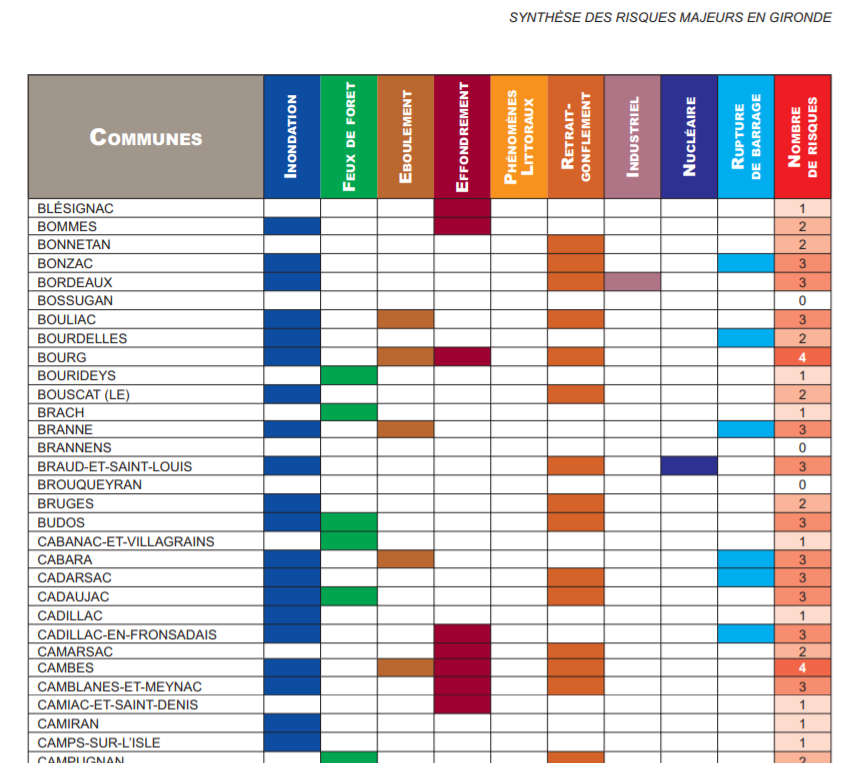 SYNTHÈSE DES RISQUES MAJEURS EN GIRONDE
COMMUNES
INONDATION
FEUX DE FORET
EBOULEMENT
EFFONDREMENT
PHÉNOMÈNES
LITTORAUX
RETRAIT-
GONFLEMENT
INDUSTRIEL
NUCLÉAIRE
RUPTURE
DE BARRAGE
NOMBRE
DE RISQUES
BLÉSIGNAC 1
BOMMES 2
BONNETAN 2
BONZAC 3
BORDEAUX 3
BOSSUGAN 0
BOULIAC 3
BOURDELLES 2
BOURG 4
BOURIDEYS 1
BOUSCAT (LE) 2
BRACH 1
BRANNE 3
BRANNENS 0
BRAUD-ET-SAINT-LOUIS 3
BROUQUEYRAN 0
BRUGES 2
BUDOS 3
CABANAC-ET-VILLAGRAINS 1
CABARA 3
CADARSAC 3
CADAUJAC 3
CADILLAC 1
CADILLAC-EN-FRONSADAIS 3
CAMARSAC 2
CAMBES 4
CAMBLANES-ET-MEYNAC 3
CAMIAC-ET-SAINT-DENIS 1
CAMIRAN 1
CAMPS-SUR-L'ISLE 1
CAMPUGNAN 2